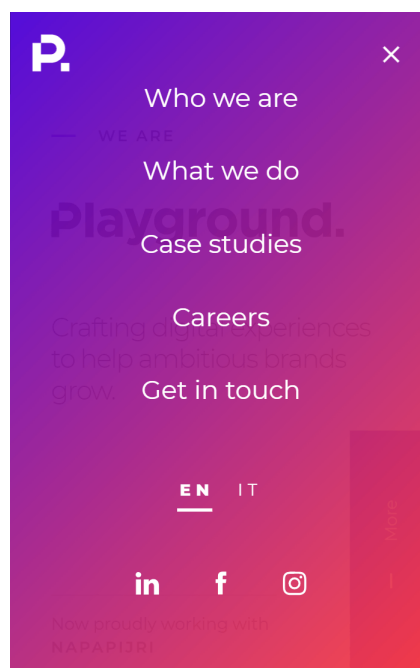 P.
Who we are
WE ARE
What we do
Playground.
Case studies
Careers
Crafting digital experiences
to help ambitious brands
grow.
Get in touch
EN IT
More
in f
Now proudly working with
NAPAPIJRI